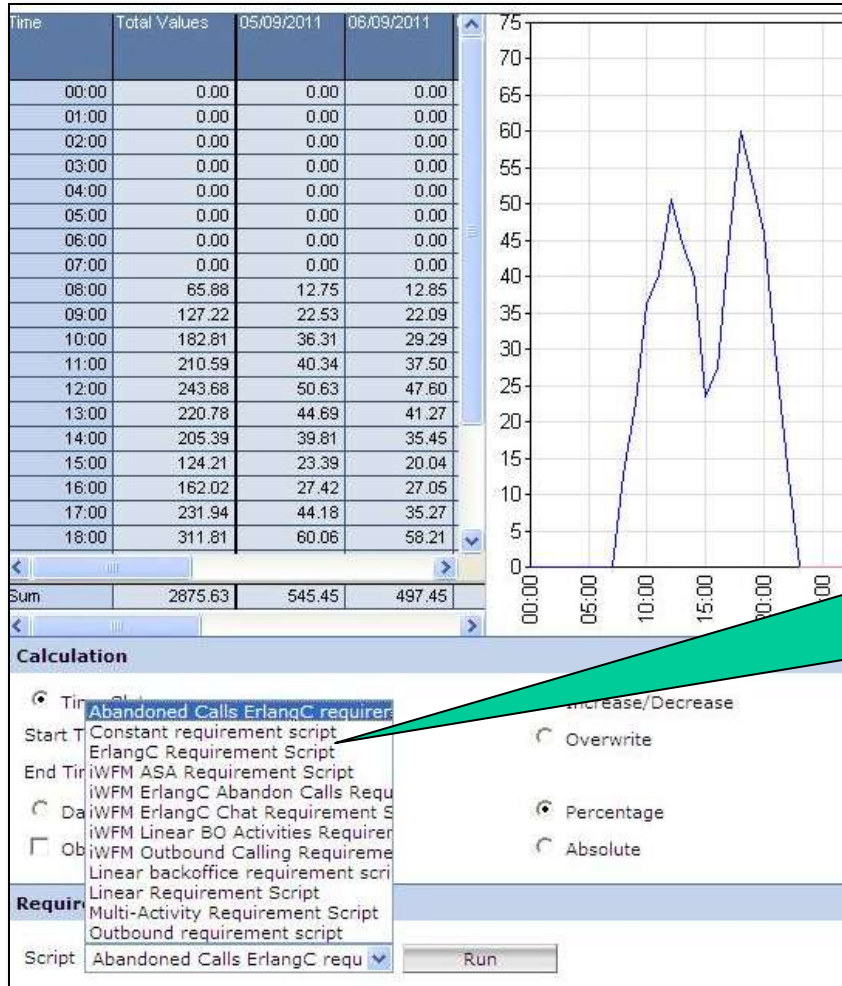 Time Total Values 05/09/2011 06/09/2011
00:00 0.00 0.00 0.00
01:00 0.00 0.00 0.00
02:00 0.00 0.00 0.00
03:00 0.00 0.00 0.00
04:00 0.00 0.00 0.00
05:00 0.00 0.00 0.00
06:00 0.00 0.00 0.00
07:00 0.00 0.00 0.00
08:00 65.88 12.75 12.85
09:00 127.22 22.53 22.09
10:00 182.81 36.31 29.29
11:00 210.59 40.34 37.50
12:00 243.68 50.63 47.60
13:00 220.78 44.69 41.27
14:00 205.39 39.81 35.45
15:00 124.21 23.39 20.04
16:00 162.02 27.42 27.05
17:00 231.94 44.18 35.27
18:00 311.81 60.06 58.21
Sum 2875.63 545.45 497.45
75
70
65
60
55
50
45
40
35
30
25
20
15
10
5
0
00:00 05:00 10:00 15:00 20:00 :00
Calculation
Increase/Decrease
Start T
Overwrite
End Tim
Da
Percentage
Ob
Absolute
Abandoned Calls ErlangC requirer
Constant requirement script
ErlangC Requirement Script
iWFM ASA Requirement Script
iWFM ErlangC Abandon Calls Requ
iWFM ErlangC Chat Requirement S
iWFM Linear BO Activities Requirer
iWFM Outbound Calling Requireme
Linear backoffice requirement scri
Linear Requirement Script
Multi-Activity Requirement Script
Outbound requirement script
Requir
Script Abandoned Calls ErlangC requ Run